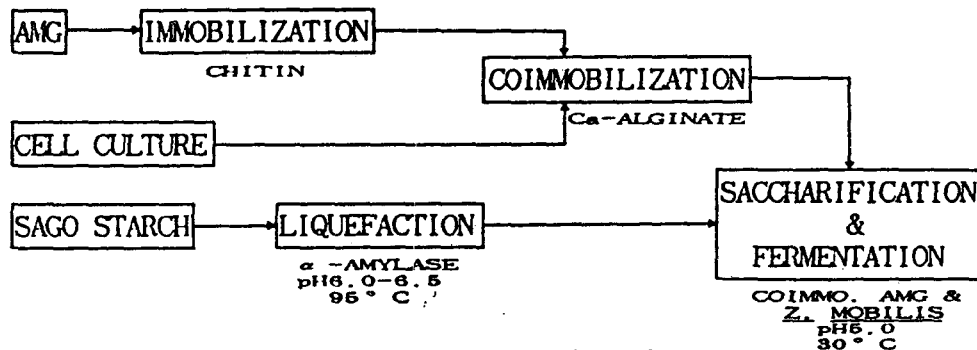 AMG
IMMOBILIZATION
CHITIN
COIMMOBILIZATION
Ca-ALGINATE
CELL CULTURE
SAGO STARCH
LIQUEFACTION
α-AMYLASE
pH6.0-6.5
95°C
SACCHARIFICATION
&
FERMENTATION
COIMMO. AMG &
Z. MOBILIS
pH5.0
30°C